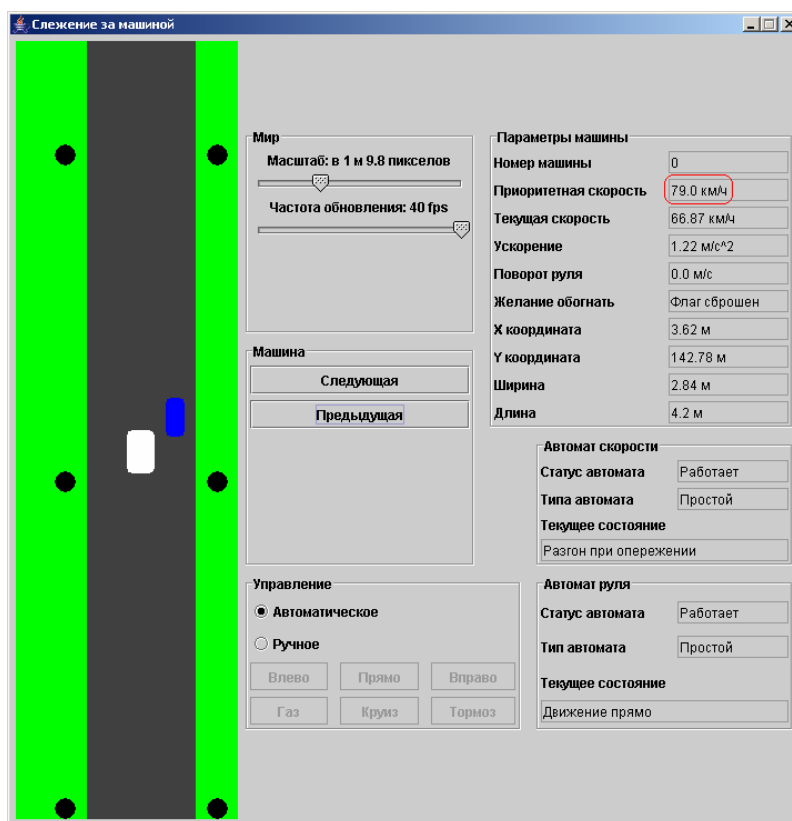 Слежение за машиной
Мир
Масштаб: в 1 м 9.8 пикселов
Частота обновления: 40 fps
Машина
Следующая
Предыдущая
Управление
Автоматическое
Ручное
Влево Прямо Вправо
Газ Круиз Тормоз
Параметры машины
Номер машины 0
Приоритетная скорость 79.0 км/ч
Текущая скорость 66.87 км/ч
Ускорение 1.22 м/с^2
Поворот руля 0.0 м/с
Желание обогнать Флаг сброшен
X координата 3.62 м
Y координата 142.78 м
Ширина 2.84 м
Длина 4.2 м
Автомат скорости
Статус автомата Работает
Типа автомата Простой
Текущее состояние
Разгон при опережении
Автомат руля
Статус автомата Работает
Тип автомата Простой
Текущее состояние
Движение прямо